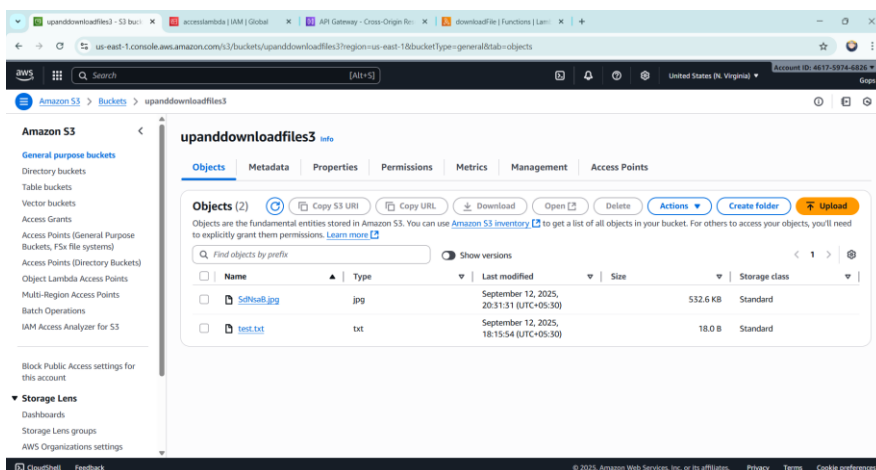 upanddownloadfiles3 - S3 buc
accesslambda | IAM | Global
API Gateway - Cross-Origin Re
downloadFile | Functions | Lam
us-east-1.console.aws.amazon.com/s3/buckets/upanddownloadfiles3?region=us-east-1&bucketType=general&tab=objects
aws
Search
[Alt+S]
United States (N. Virginia)
Account ID: 4617-5974-6826
Gops
Amazon S3 > Buckets > upanddownloadfiles3
Amazon S3
General purpose buckets
Directory buckets
Table buckets
Vector buckets
Access Grants
Access Points (General Purpose
Buckets, FSx file systems)
Access Points (Directory Buckets)
Object Lambda Access Points
Multi-Region Access Points
Batch Operations
IAM Access Analyzer for S3
Block Public Access settings for
this account
Storage Lens
Dashboards
Storage Lens groups
AWS Organizations settings
upanddownloadfiles3 Info
Objects Metadata Properties Permissions Metrics Management Access Points
Objects (2)
Copy S3 URI
Copy URL
Download
Open
Delete
Actions
Create folder
Upload
Objects are the fundamental entities stored in Amazon S3. You can use Amazon S3 inventory to get a list of all objects in your bucket. For others to access your objects, you'll need
to explicitly grant them permissions. Learn more
Find objects by prefix
Show versions
1
Name Type Last modified Size Storage class
SdNsaB.jpg jpg September 12, 2025, 20:31:31 (UTC+05:30) 532.6 KB Standard
test.txt txt September 12, 2025, 18:15:54 (UTC+05:30) 18.0 B Standard
CloudShell Feedback
© 2025, Amazon Web Services, Inc. or its affiliates. Privacy Terms Cookie preferences